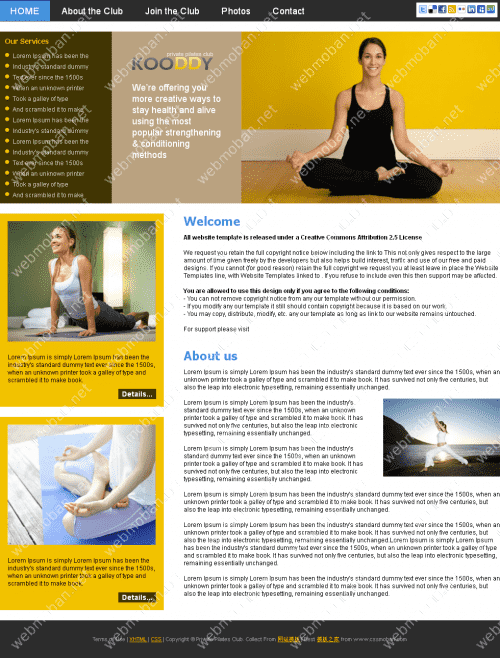 HOME About the Club Join the Club Photos Contact
Our Services
Lorem Ipsum has been the
Industry's standard dummy
Text ever since the 1500s
When an unknown printer
Took a galley of type
And scrambled it to make
Lorem Ipsum has been the
Industry's standard dummy
Lorem Ipsum has been the
Industry's standard dummy
Text ever since the 1500s
When an unknown printer
Took a galley of type
And scrambled it to make
private pilates club
KOODDY
We're offering you
more creative ways to
stay health and alive
using the most
popular strengthening
& conditioning
methods
Lorem Ipsum is simply Lorem Ipsum has been the
industry's standard dummy text ever since the 1500s,
when an unknown printer took a galley of type and
scrambled it to make book.
Details...
Lorem Ipsum is simply Lorem Ipsum has been the
industry's standard dummy text ever since the 1500s,
when an unknown printer took a galley of type and
scrambled it to make book.
Details...
Welcome
All website template is released under a Creative Commons Attribution 2.5 License
We request you retain the full copyright notice below including the link to This not only gives respect to the large
amount of time given freely by the developers but also helps build interest, traffic and use of our free and paid
designs. If you cannot (for good reason) retain the full copyright we request you at least leave in place the Website
Templates line, with Website Templates linked to . If you refuse to include even this then support may be affected.
You are allowed to use this design only if you agree to the following conditions:
- You can not remove copyright notice from any our template without our permission.
- If you modify any our template it still should contain copyright because it is based on our work.
- You may copy, distribute, modify, etc. any our template as long as link to our website remains untouched.
For support please visit
About us
Lorem Ipsum is simply Lorem Ipsum has been the industry's standard dummy text ever since the 1500s, when an
unknown printer took a galley of type and scrambled it to make book. It has survived not only five centuries, but
also the leap into electronic typesetting, remaining essentially unchanged.
Lorem Ipsum is simply Lorem Ipsum has been the industry's
standard dummy text ever since the 1500s, when an unknown
printer took a galley of type and scrambled it to make book. It has
survived not only five centuries, but also the leap into electronic
typesetting, remaining essentially unchanged.
Lorem Ipsum is simply Lorem Ipsum has been the industry's
standard dummy text ever since the 1500s, when an unknown
printer took a galley of type and scrambled it to make book. It has
survived not only five centuries, but also the leap into electronic
typesetting, remaining essentially unchanged.
Lorem Ipsum is simply Lorem Ipsum has been the industry's standard dummy text ever since the 1500s, when an
unknown printer took a galley of type and scrambled it to make book. It has survived not only five centuries, but
also the leap into electronic typesetting, remaining essentially unchanged.
Lorem Ipsum is simply Lorem Ipsum has been the industry's standard dummy text ever since the 1500s, when an
unknown printer took a galley of type and scrambled it to make book. It has survived not only five centuries, but
also the leap into electronic typesetting, remaining essentially unchanged.Lorem Ipsum is simply Lorem Ipsum
has been the industry's standard dummy text ever since the 1500s, when an unknown printer took a galley of type
and scrambled it to make book. It has survived not only five centuries, but also the leap into electronic typesetting,
remaining essentially unchanged.
Lorem Ipsum is simply Lorem Ipsum has been the industry's standard dummy text ever since the 1500s, when an
unknown printer took a galley of type and scrambled it to make book. It has survived not only five centuries, but
also the leap into electronic typesetting, remaining essentially unchanged.
Terms of Use | XHTML | CSS | Copyright © Private Pilates Club. Collect From 网站模板 模板之家
webmoban.net